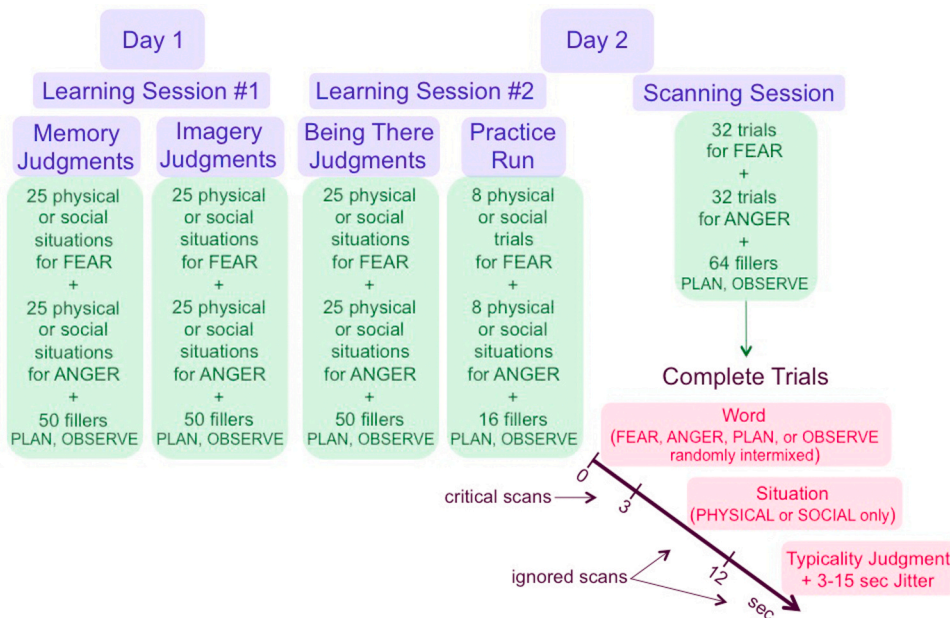 Day 1
Day 2
Learning Session #1
Learning Session #2
Scanning Session
Memory
Judgments
Imagery
Judgments
Being There
Judgments
Practice
Run
25 physical
or social
situations
for FEAR
+
25 physical
or social
situations
for ANGER
+
50 fillers
PLAN, OBSERVE
25 physical
or social
situations
for FEAR
+
25 physical
or social
situations
for ANGER
+
50 fillers
PLAN, OBSERVE
25 physical
or social
situations
for FEAR
+
25 physical
or social
situations
for ANGER
+
50 fillers
PLAN, OBSERVE
8 physical
or social
trials
for FEAR
+
8 physical
or social
situations
for ANGER
+
16 fillers
PLAN, OBSERVE
32 trials
for FEAR
+
32 trials
for ANGER
+
64 fillers
PLAN, OBSERVE
Complete Trials
Word
(FEAR, ANGER, PLAN, or OBSERVE
randomly intermixed)
0
critical scans
3
Situation
(PHYSICAL or SOCIAL only)
ignored scans
12
Typicality Judgment
+ 3-15 sec Jitter
sec